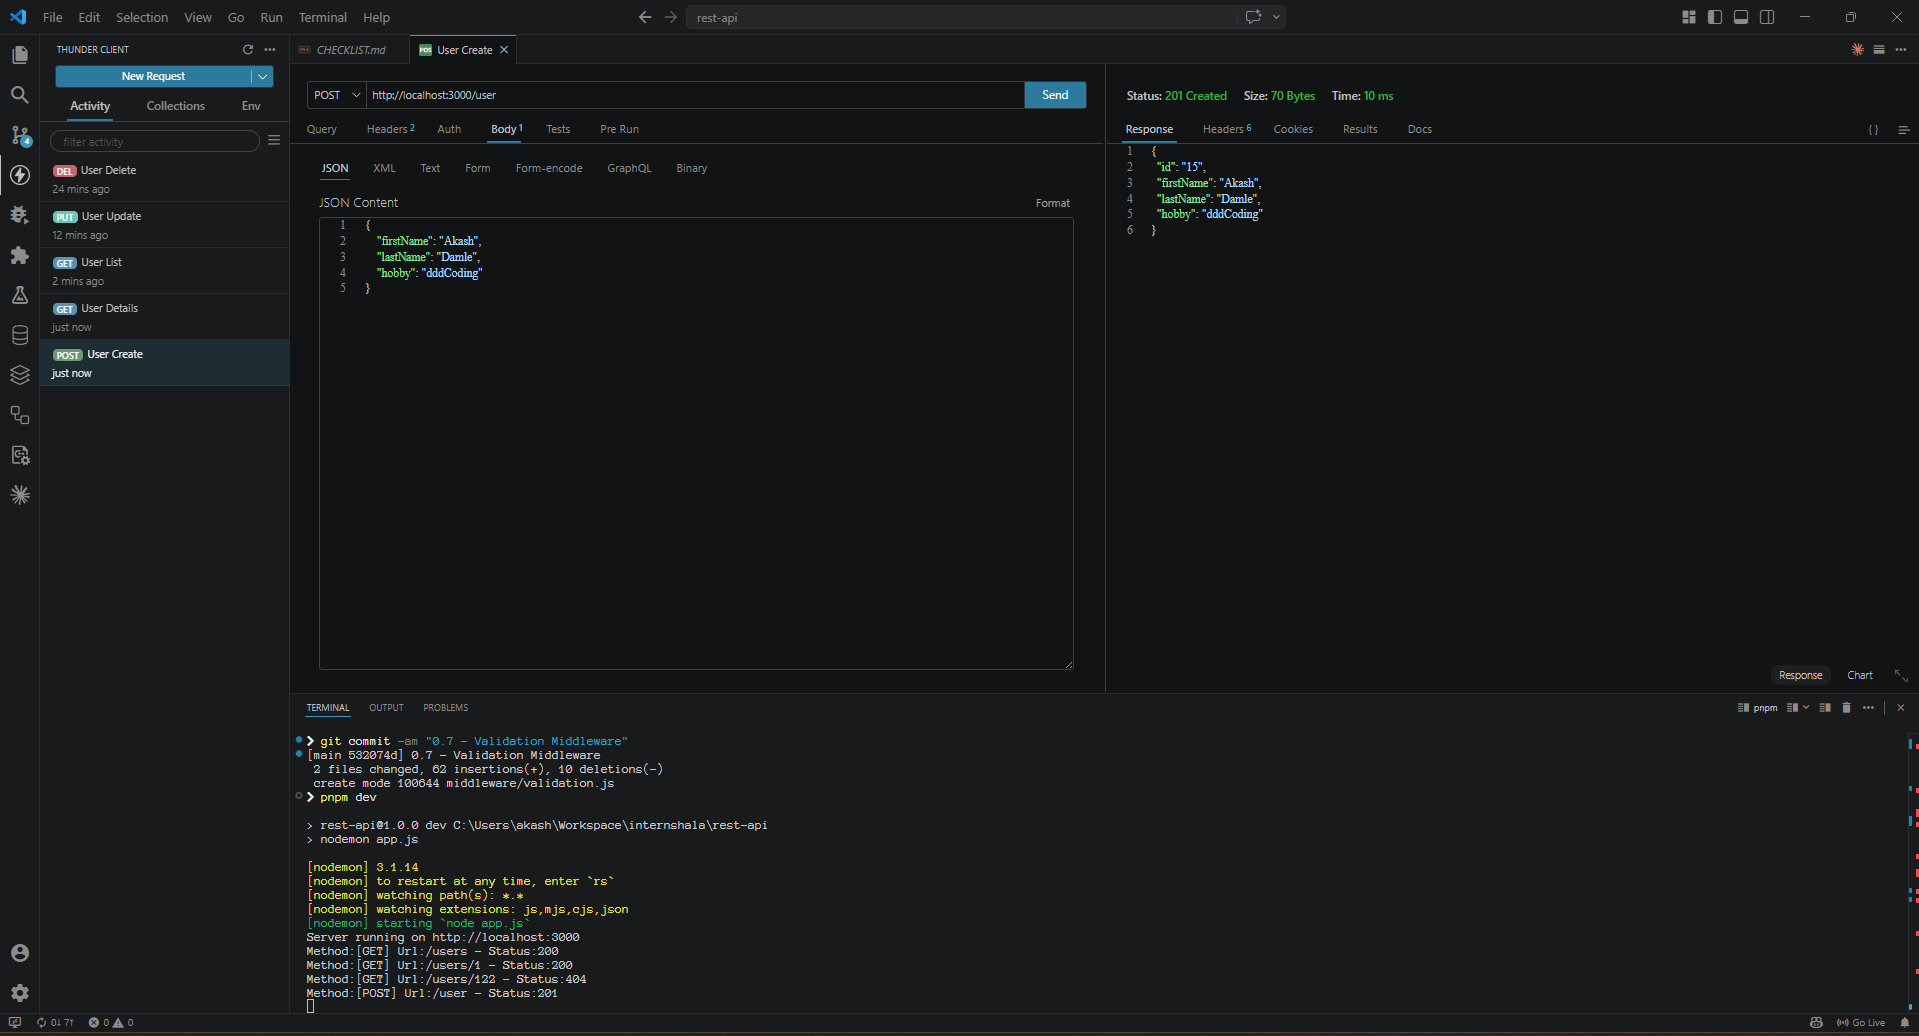 File Edit Selection View Go Run Terminal Help
rest-api
THUNDER CLIENT
New Request
Activity Collections Env
filter activity
DEL User Delete
24 mins ago
PUT User Update
12 mins ago
GET User List
2 mins ago
GET User Details
just now
POST User Create
just now
4
CHECKLIST.md
POS User Create
POST http://localhost:3000/user Send
Query Headers 2 Auth Body 1 Tests Pre Run
JSON XML Text Form Form-encode GraphQL Binary
JSON Content Format
1 {
2 "firstName": "Akash",
3 "lastName": "Damle",
4 "hobby": "dddCoding"
5 }
Status: 201 Created Size: 70 Bytes Time: 10 ms
Response Headers 6 Cookies Results Docs
{ }
1 {
2 "id": "15",
3 "firstName": "Akash",
4 "lastName": "Damle",
5 "hobby": "dddCoding"
6 }
Response Chart
TERMINAL OUTPUT PROBLEMS
pnpm
❯ git commit -am "0.7 - Validation Middleware"
[main 532074d] 0.7 - Validation Middleware
2 files changed, 62 insertions(+), 10 deletions(-)
create mode 100644 middleware/validation.js
❯ pnpm dev
> rest-api@1.0.0 dev C:\Users\akash\Workspace\internshala\rest-api
> nodemon app.js
[nodemon] 3.1.14
[nodemon] to restart at any time, enter `rs`
[nodemon] watching path(s): *.*
[nodemon] watching extensions: js,mjs,cjs,json
[nodemon] starting `node app.js`
Server running on http://localhost:3000
Method:[GET] Url:/users - Status:200
Method:[GET] Url:/users/1 - Status:200
Method:[GET] Url:/users/122 - Status:404
Method:[POST] Url:/user - Status:201
0↓ 7↑ 0 0
Go Live